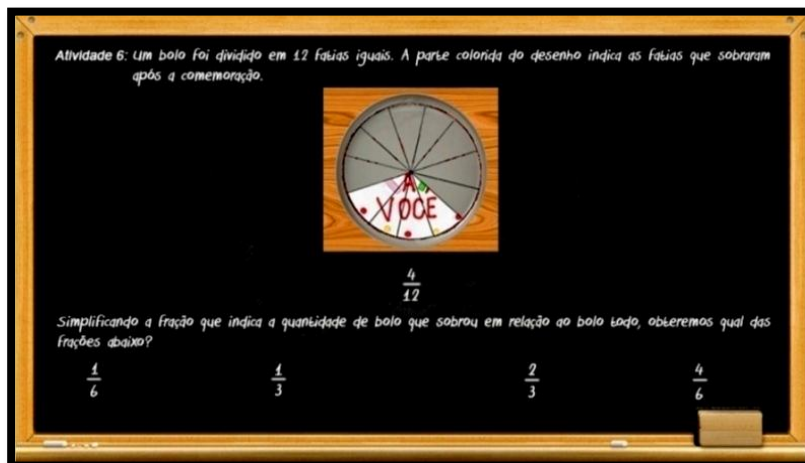 Atividade 6: Um bolo foi dividido em 12 fatias iguais. A parte colorida do desenho indica as fatias que sobraram
após a comemoração.
A
VOCE
4
12
Simplificando a fração que indica a quantidade de bolo que sobrou em relação ao bolo todo, obteremos qual das
frações abaixo?
1 1 2 4
6 3 3 6